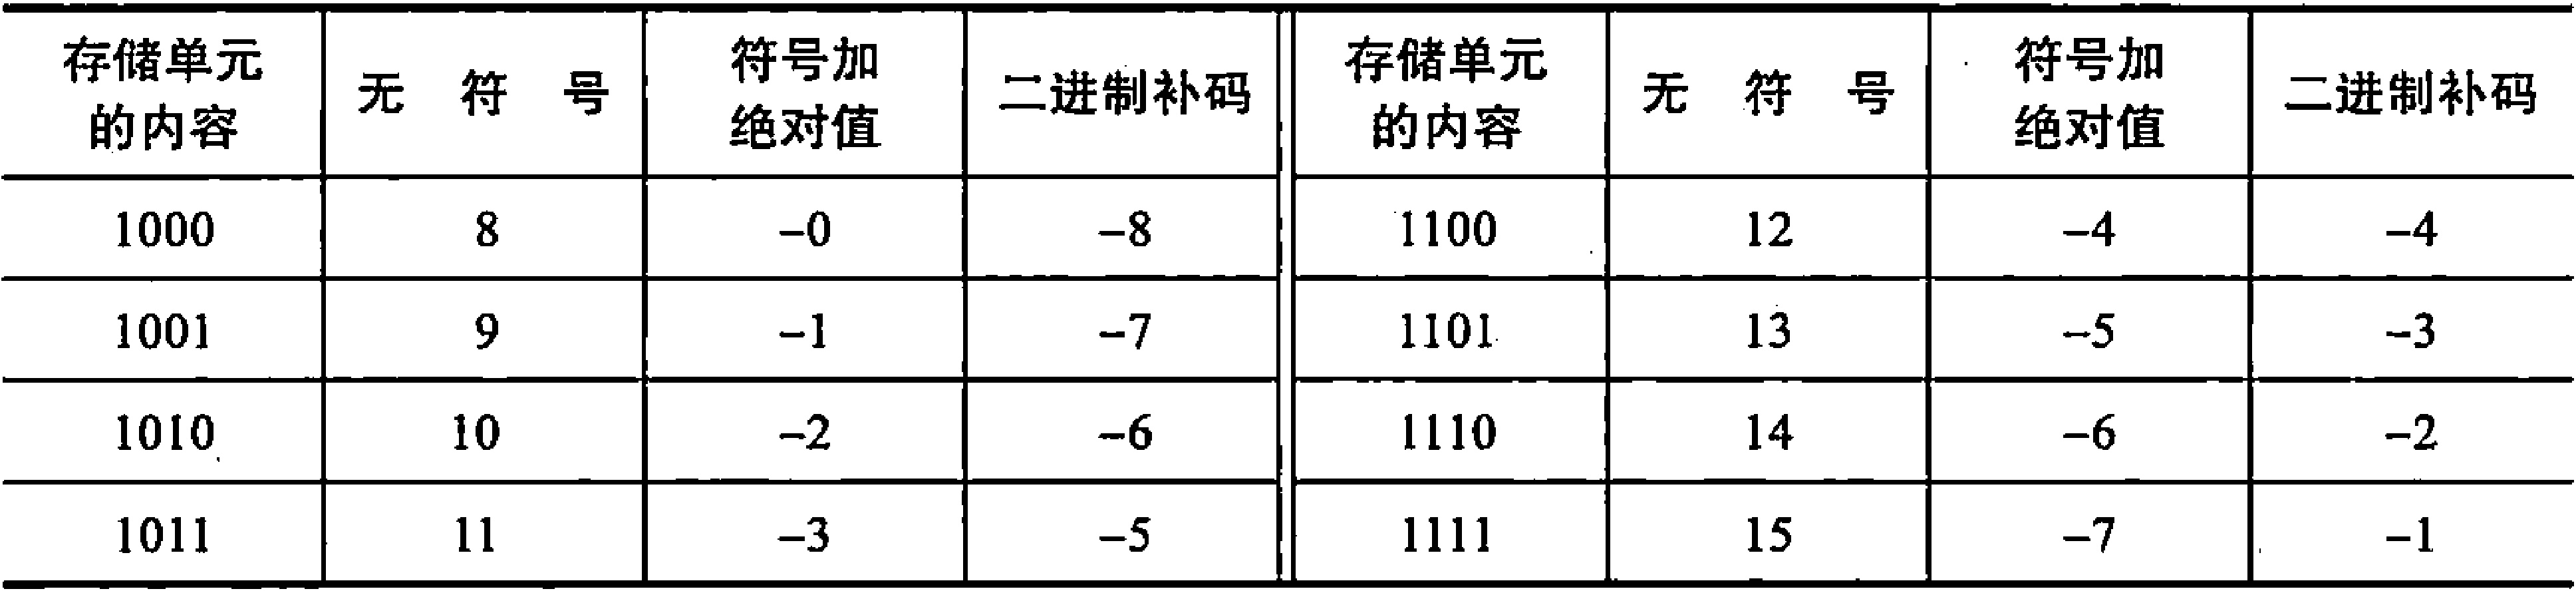 存储单元的内容 无符号 符号加绝对值 二进制补码 存储单元的内容 无符号 符号加绝对值 二进制补码
1000 8 -0 -8 1100 12 -4 -4
1001 9 -1 -7 1101 13 -5 -3
1010 10 -2 -6 1110 14 -6 -2
1011 11 -3 -5 1111 15 -7 -1